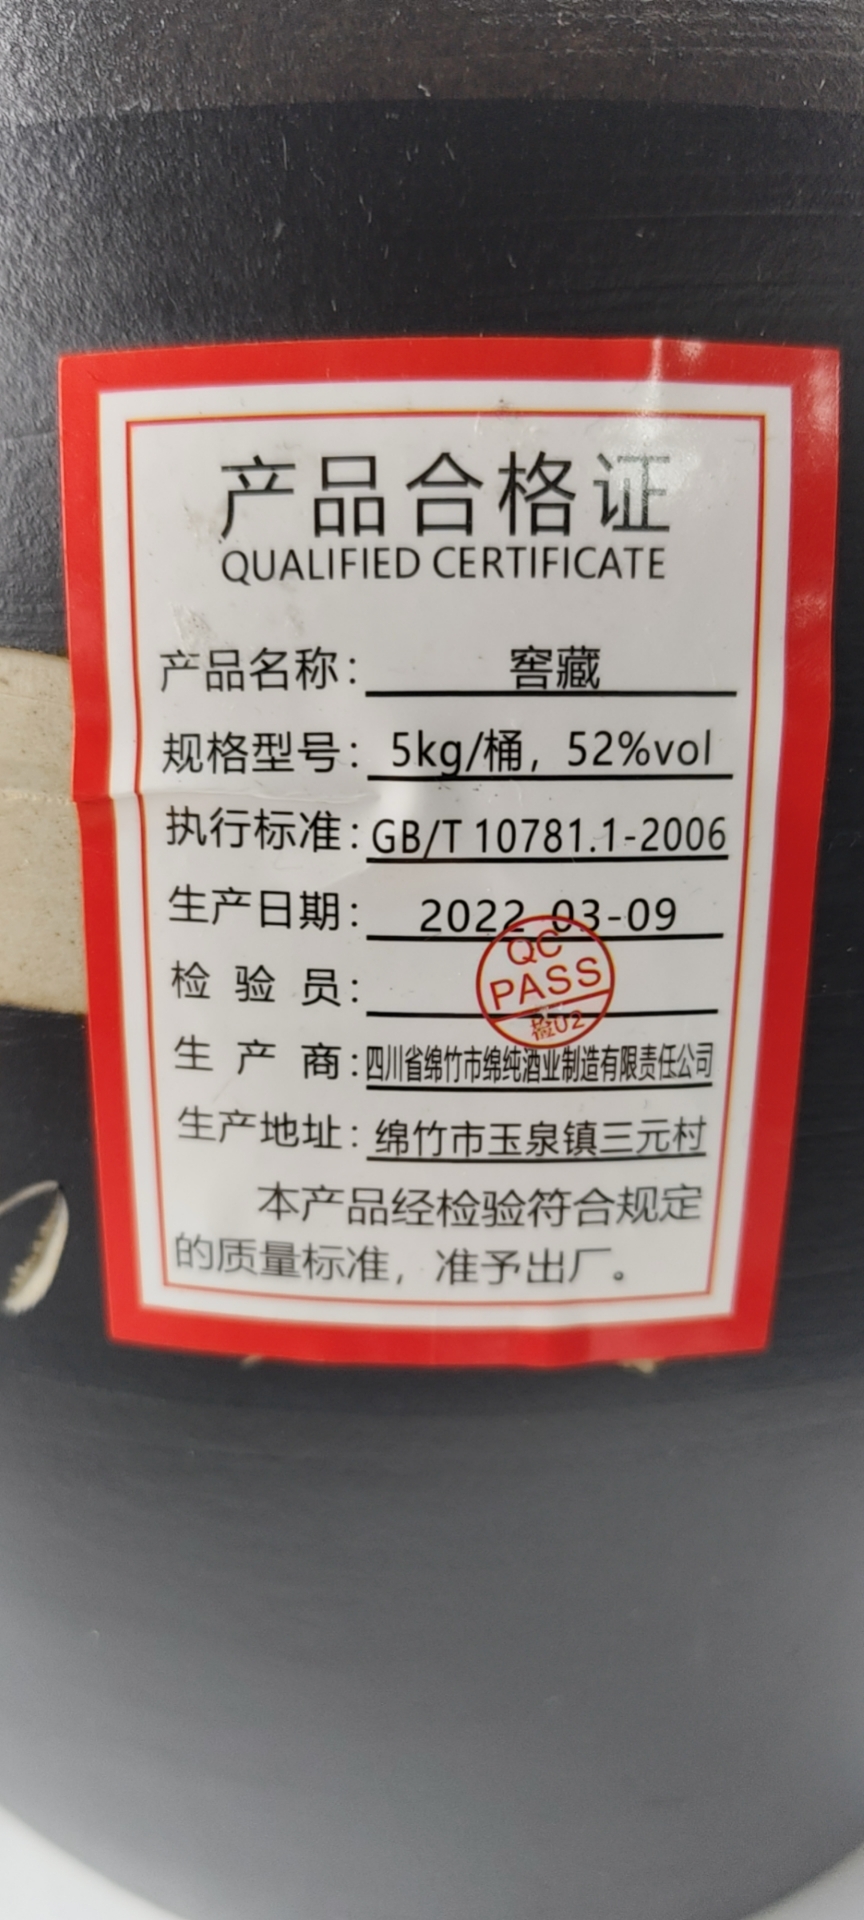 产品合格证
QUALIFIED CERTIFICATE
产品名称：窖藏
规格型号：5kg/桶，52%vol
执行标准：GB/T 10781.1-2006
生产日期：2022-03-09
检验员：
QC
PASS
检02
生产商：四川省绵竹市绵纯酒业制造有限责任公司
生产地址：绵竹市玉泉镇三元村
本产品经检验符合规定
的质量标准，准予出厂。